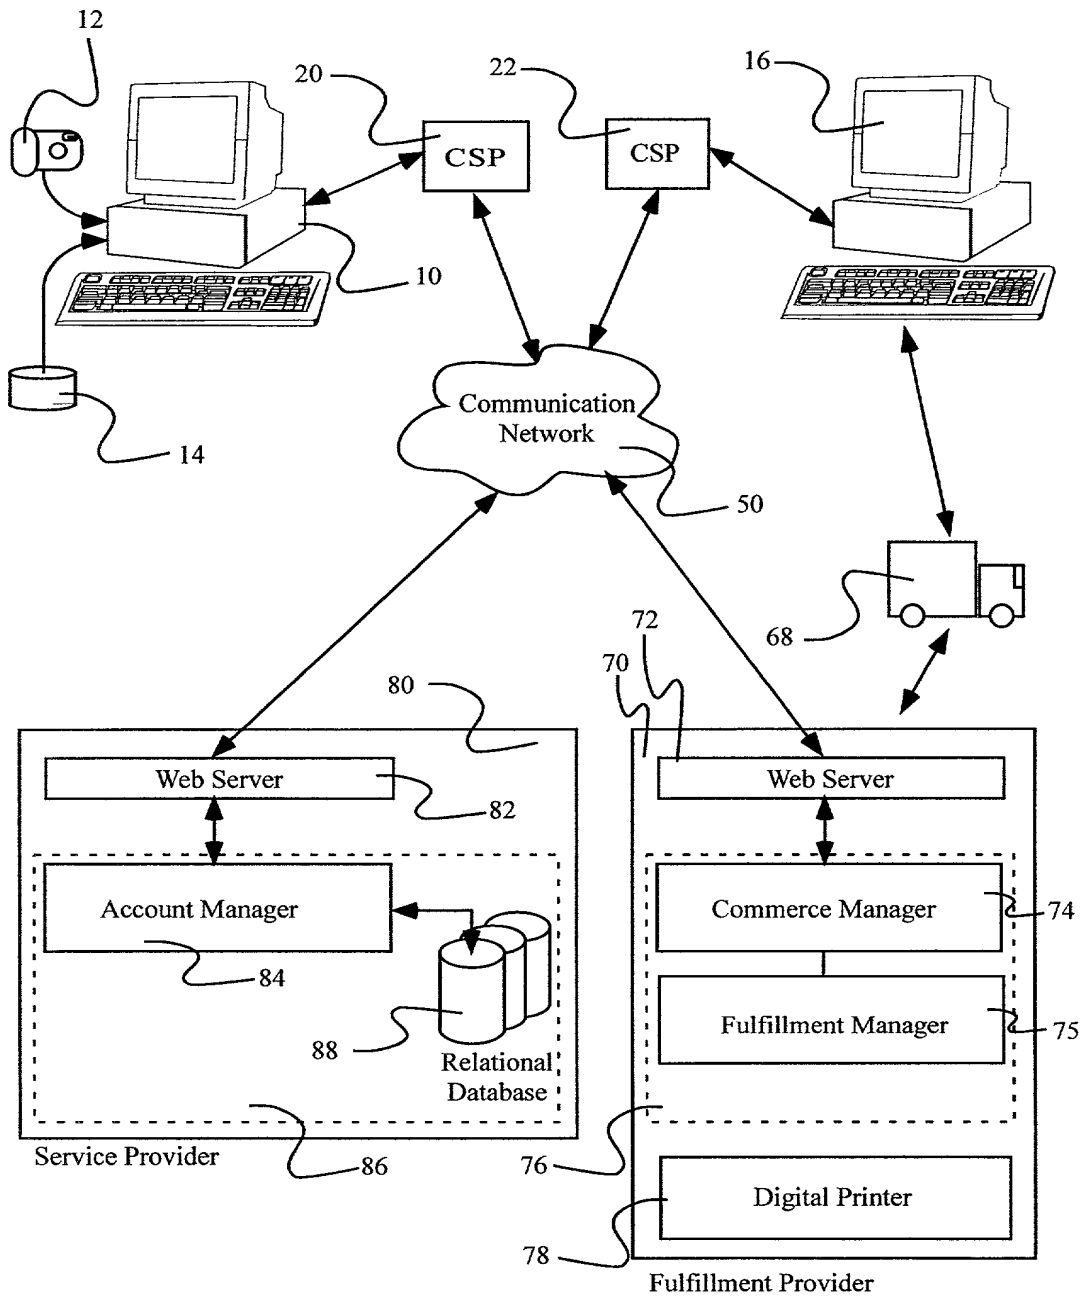 12
20
22
16
CSP
CSP
10
14
Communication
Network
50
68
72
70
80
Web Server
82
Web Server
Account Manager
84
88
Relational
Database
Commerce Manager
74
Fulfillment Manager
75
86
Service Provider
76
Digital Printer
78
Fulfillment Provider